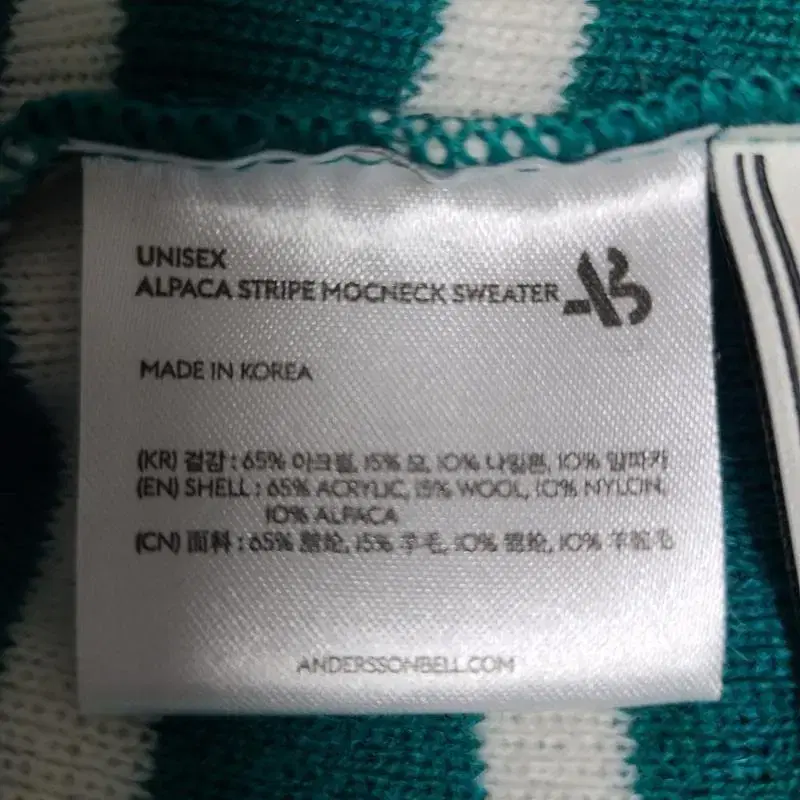 UNISEX
ALPACA STRIPE MOCNECK SWEATER
AB
MADE IN KOREA
(KR) 겉감 : 65% 아크릴, 15% 모, 10% 나일론, 10% 알파카
(EN) SHELL : 65% ACRYLIC, 15% WOOL, 10% NYLON,
10% ALPACA
(CN) 面料 : 65% 腈纶, 15% 羊毛, 10% 锦纶, 10% 羊驼毛
ANDERSSONBELL.COM